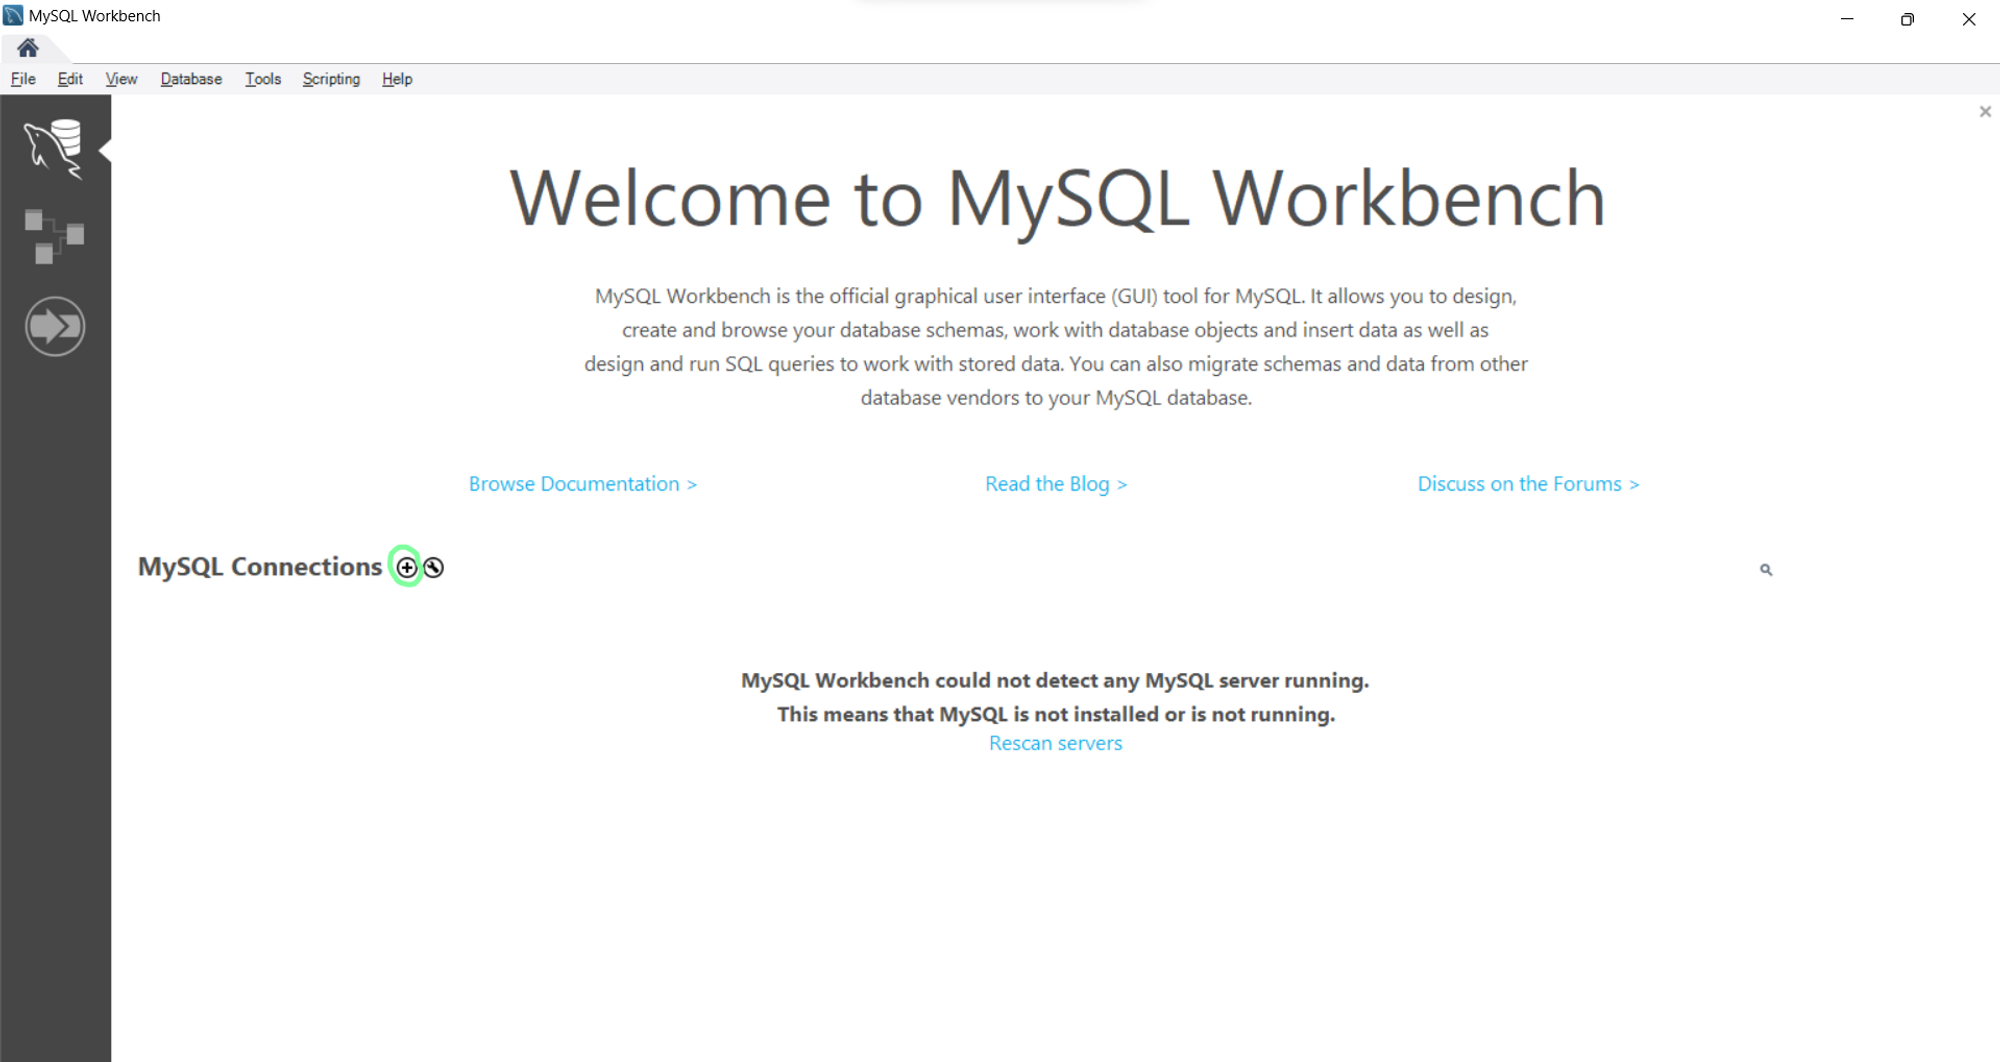 MySQL Workbench
File Edit View Database Tools Scripting Help
Welcome to MySQL Workbench
MySQL Workbench is the official graphical user interface (GUI) tool for MySQL. It allows you to design,
create and browse your database schemas, work with database objects and insert data as well as
design and run SQL queries to work with stored data. You can also migrate schemas and data from other
database vendors to your MySQL database.
Browse Documentation > Read the Blog > Discuss on the Forums >
MySQL Connections
MySQL Workbench could not detect any MySQL server running.
This means that MySQL is not installed or is not running.
Rescan servers